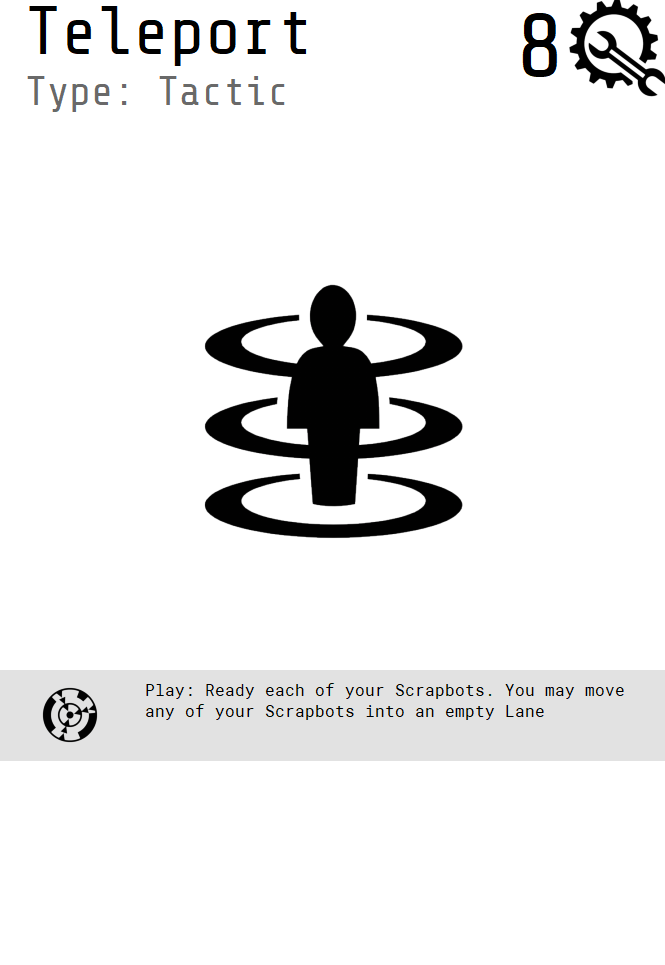 Teleport
8
Type: Tactic
Play: Ready each of your Scrapbots. You may move
any of your Scrapbots into an empty Lane